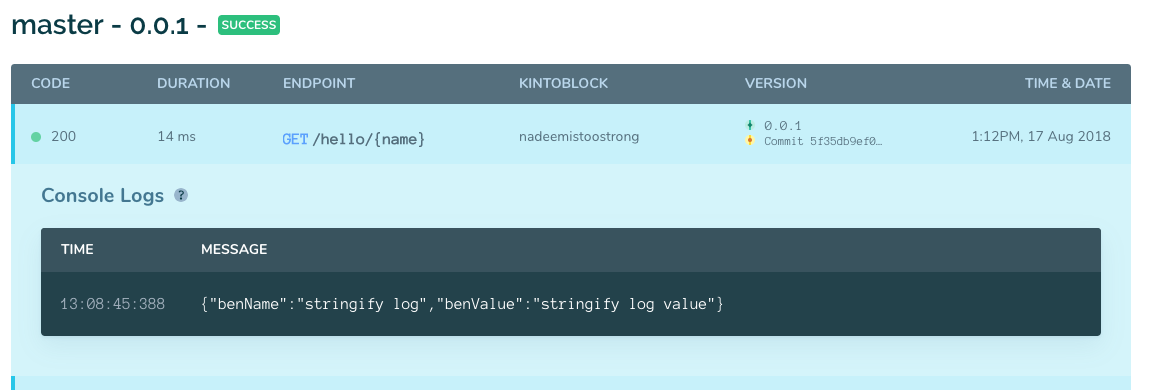 master - 0.0.1 - SUCCESS
CODE DURATION ENDPOINT KINTOBLOCK VERSION TIME & DATE
200 14 ms GET /hello/{name} nadeemistoostrong 0.0.1 1:12PM, 17 Aug 2018
Commit 5f35db9ef0…
Console Logs ?
TIME MESSAGE
13:08:45:388 {"benName":"stringify log","benValue":"stringify log value"}